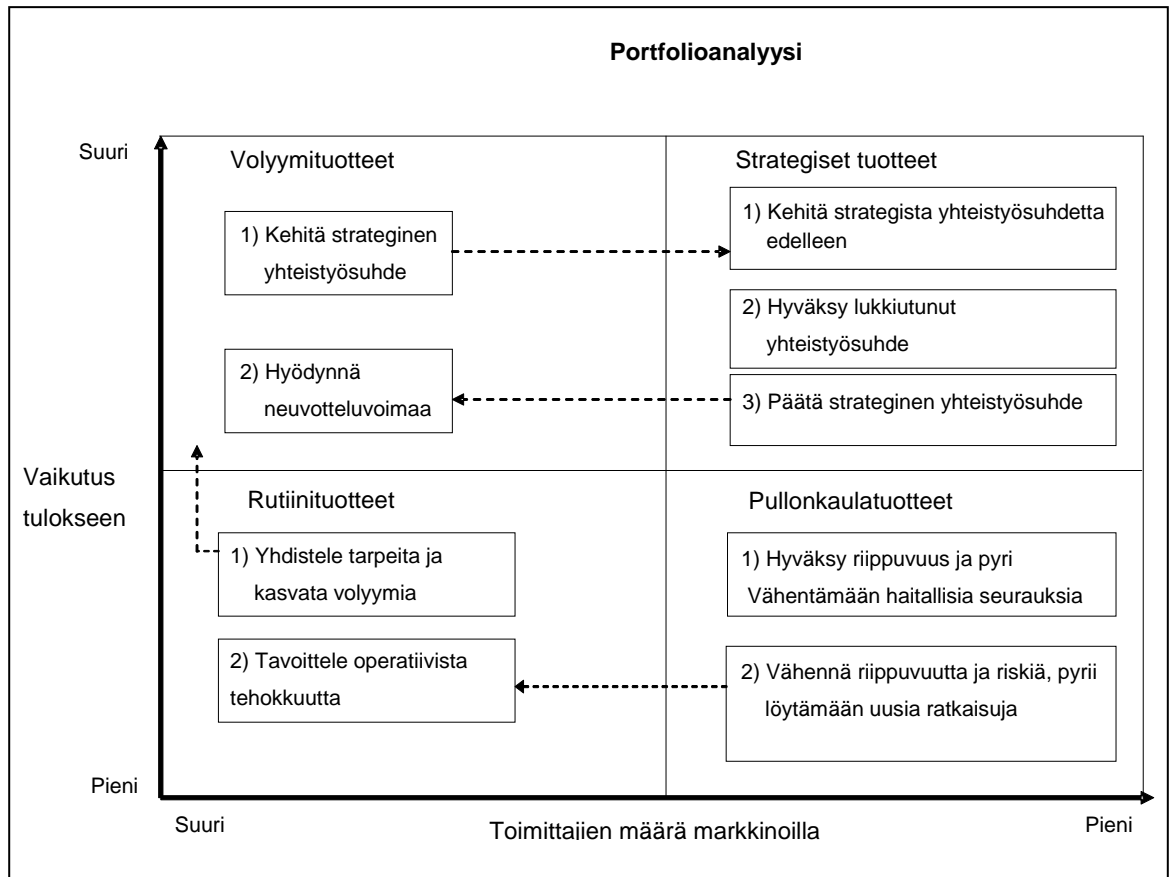 Portfolioanalyysi
Suuri
Volyymituotteet
1) Kehitä strateginen
yhteistyösuhde
2) Hyödynnä
neuvotteluvoimaa
Strategiset tuotteet
1) Kehitä strategista yhteistyösuhdetta
edelleen
2) Hyväksy lukkiutunut
yhteistyösuhde
3) Päätä strateginen yhteistyösuhde
Vaikutus
tulokseen
Rutiinituotteet
1) Yhdistele tarpeita ja
kasvata volyymia
2) Tavoittele operatiivista
tehokkuutta
Pullonkaulatuotteet
1) Hyväksy riippuvuus ja pyri
Vähentämään haitallisia seurauksia
2) Vähennä riippuvuutta ja riskiä, pyrii
löytämään uusia ratkaisuja
Pieni
Suuri
Toimittajien määrä markkinoilla
Pieni